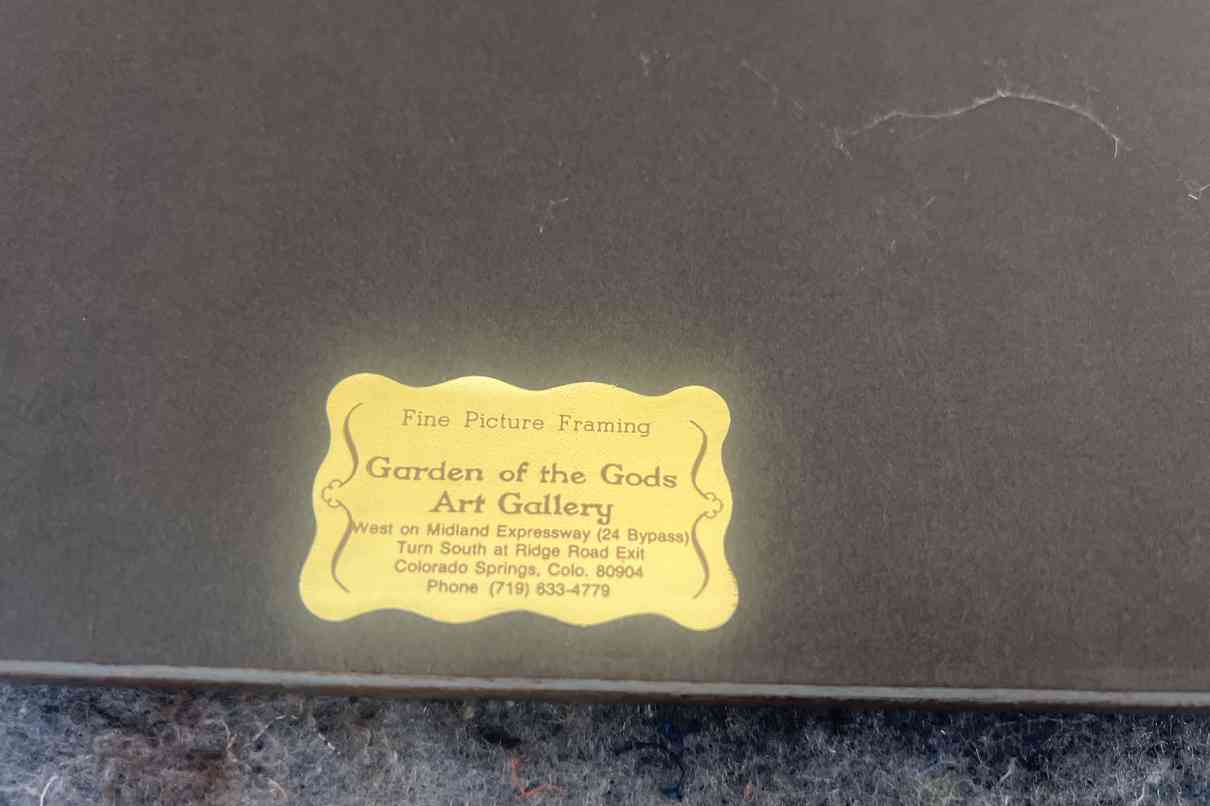 Fine Picture Framing
Garden of the Gods
Art Gallery
West on Midland Expressway (24 Bypass)
Turn South at Ridge Road Exit
Colorado Springs, Colo. 80904
Phone (719) 633-4779